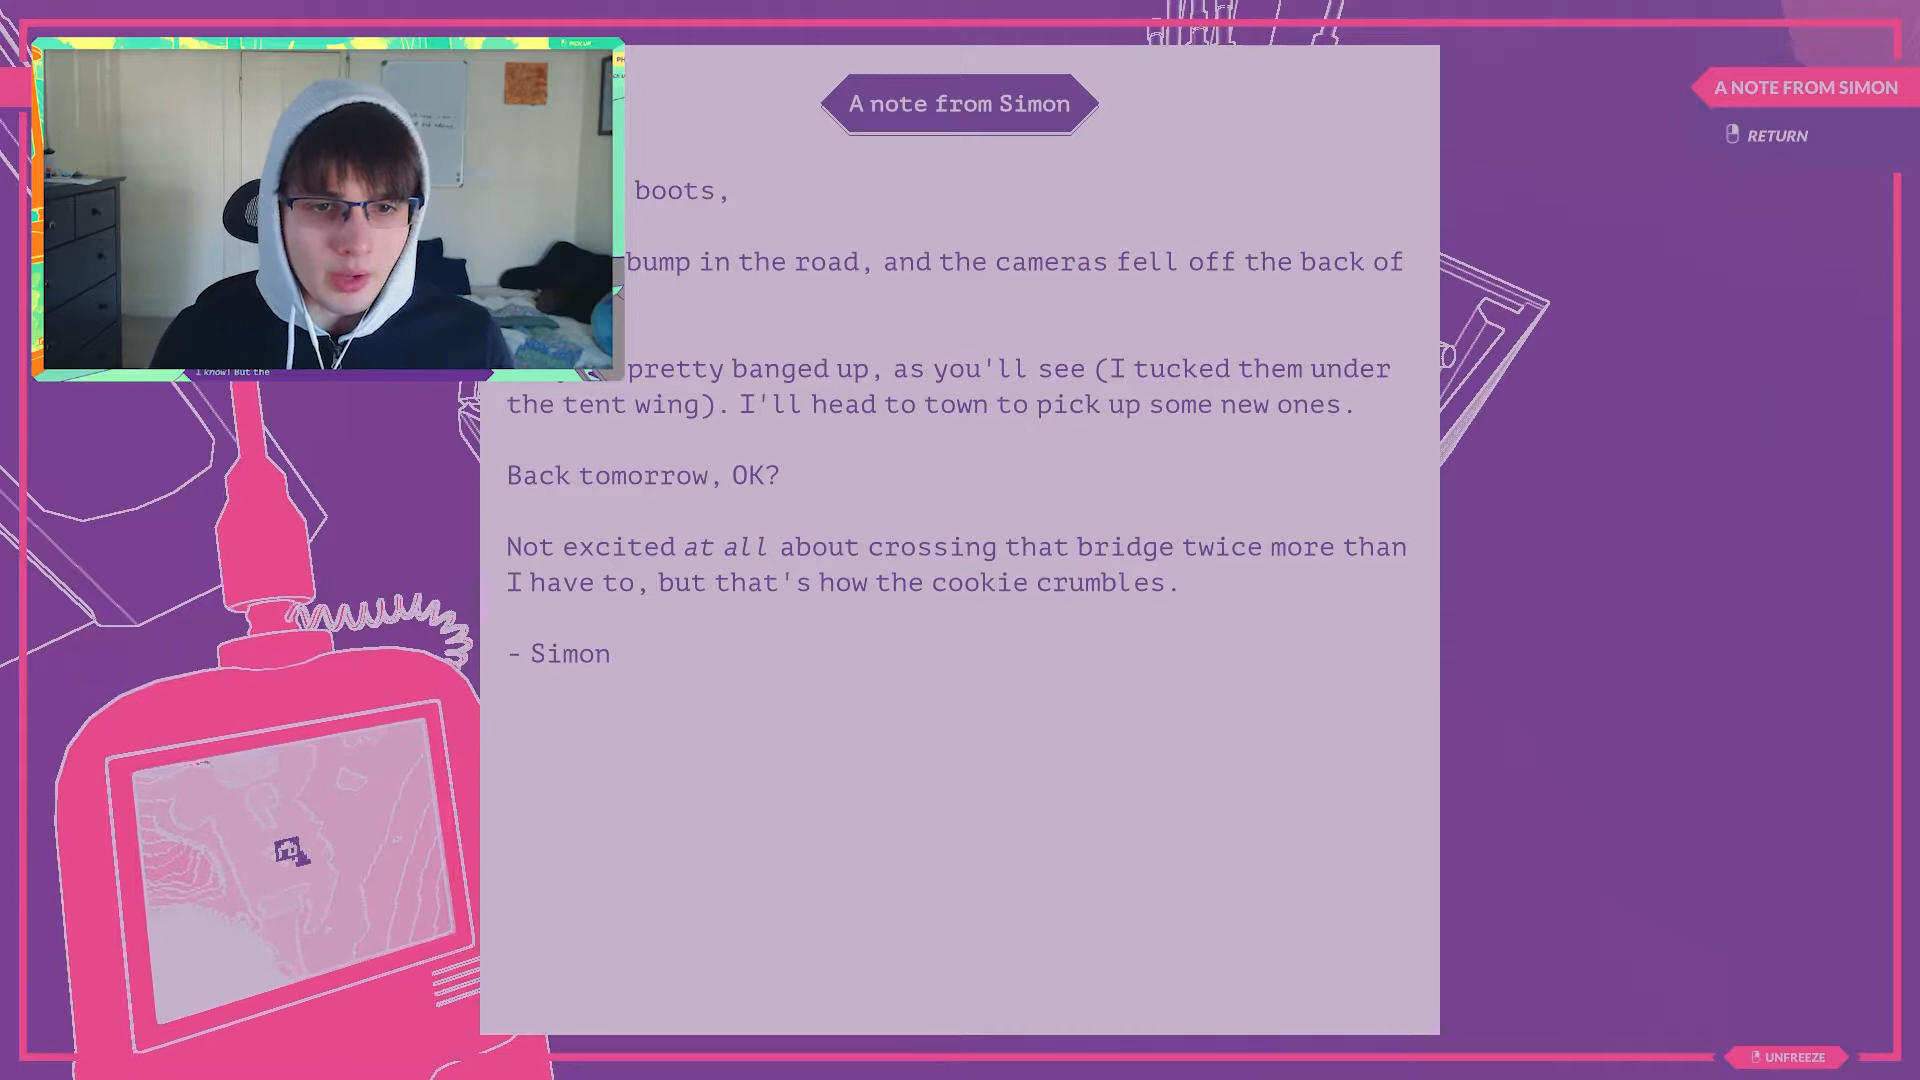 PICK UP
A note from Simon
A NOTE FROM SIMON
RETURN
boots,
bump in the road, and the cameras fell off the back of
pretty banged up, as you'll see (I tucked them under
the tent wing). I'll head to town to pick up some new ones.
Back tomorrow, OK?
Not excited at all about crossing that bridge twice more than
I have to, but that's how the cookie crumbles.
- Simon
I know! But the
UNFREEZE